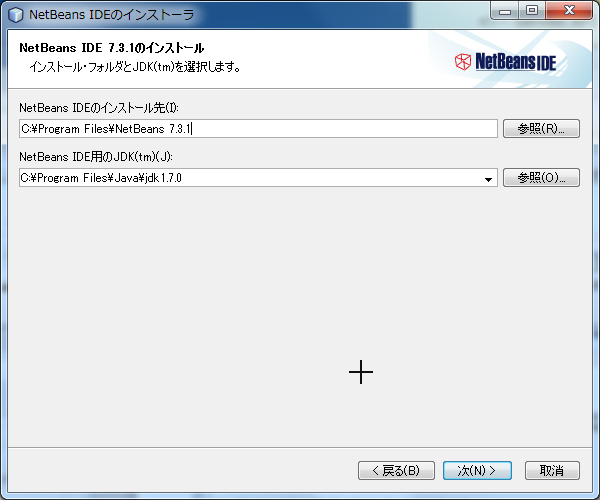 NetBeans IDEのインストーラ
NetBeans IDE 7.3.1のインストール
インストール・フォルダとJDK(tm)を選択します。
NetBeans IDE
NetBeans IDEのインストール先(I):
C:¥Program Files¥NetBeans 7.3.1
参照(R)...
NetBeans IDE用のJDK(tm)(J):
C:¥Program Files¥Java¥jdk1.7.0
参照(O)...
< 戻る(B)
次(N) >
取消